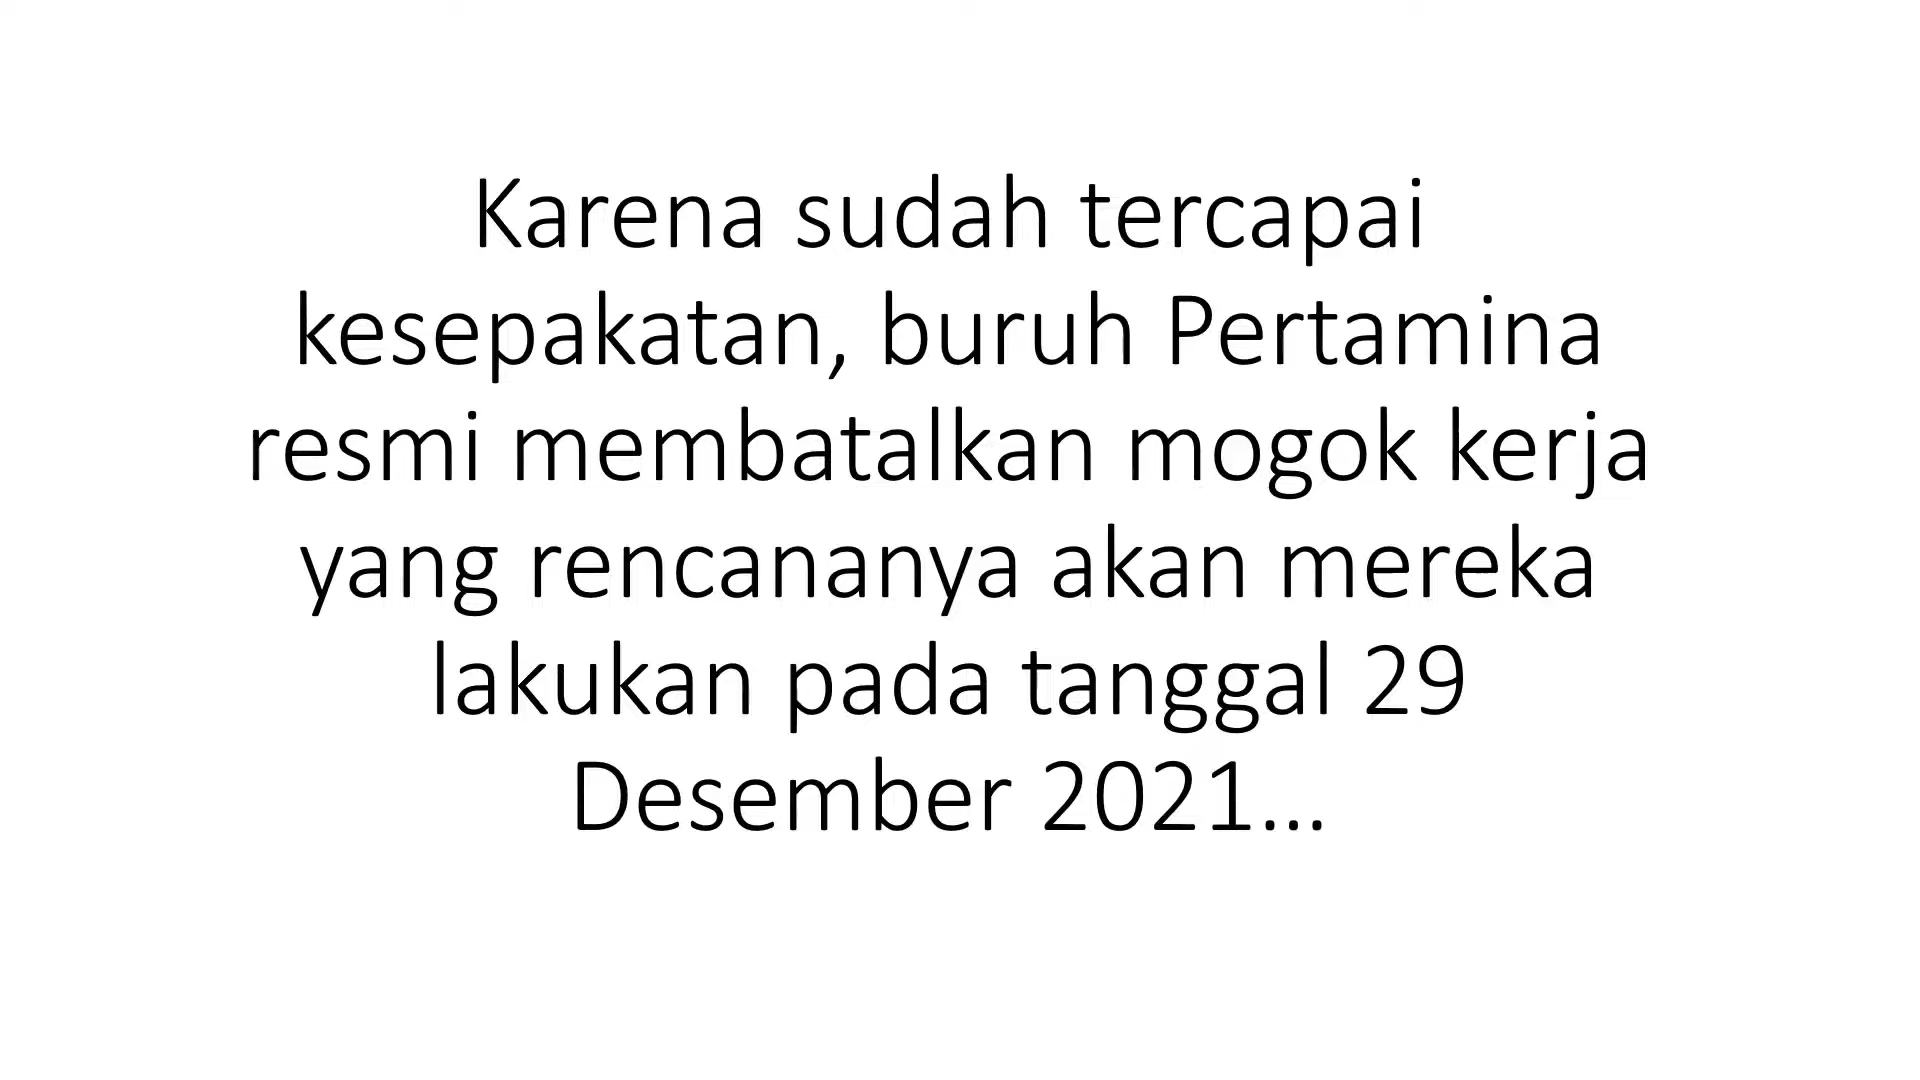 Karena sudah tercapai
kesepakatan, buruh Pertamina
resmi membatalkan mogok kerja
yang rencananya akan mereka
lakukan pada tanggal 29
Desember 2021...